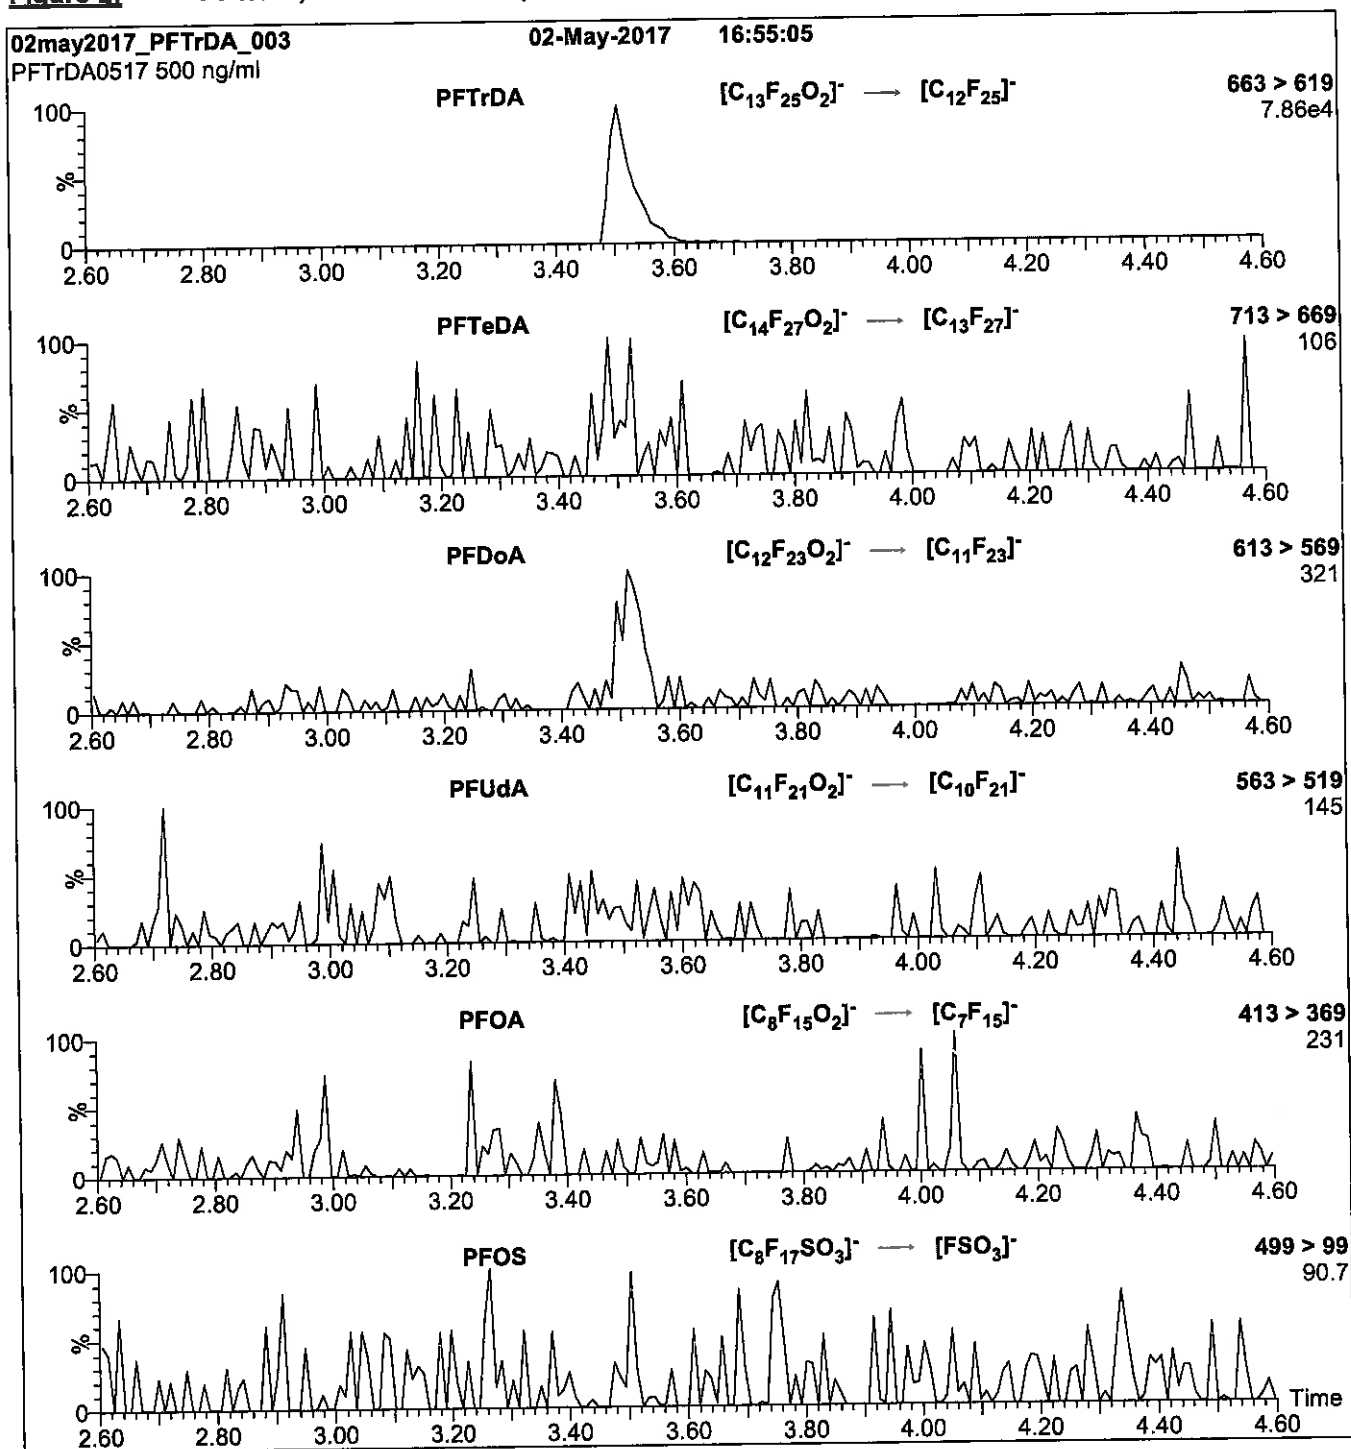 02may2017_PFTrDA_003 02-May-2017 16:55:05
PFTrDA0517 500 ng/ml
PFTrDA [C₁₃F₂₅O₂]⁻ → [C₁₂F₂₅]⁻ 663 > 619
7.86e4
100
%
0
2.60 2.80 3.00 3.20 3.40 3.60 3.80 4.00 4.20 4.40 4.60
PFTeDA [C₁₄F₂₇O₂]⁻ → [C₁₃F₂₇]⁻ 713 > 669
106
100
%
0
2.60 2.80 3.00 3.20 3.40 3.60 3.80 4.00 4.20 4.40 4.60
PFDoA [C₁₂F₂₃O₂]⁻ → [C₁₁F₂₃]⁻ 613 > 569
321
100
%
0
2.60 2.80 3.00 3.20 3.40 3.60 3.80 4.00 4.20 4.40 4.60
PFUdA [C₁₁F₂₁O₂]⁻ → [C₁₀F₂₁]⁻ 563 > 519
145
100
%
0
2.60 2.80 3.00 3.20 3.40 3.60 3.80 4.00 4.20 4.40 4.60
PFOA [C₈F₁₅O₂]⁻ → [C₇F₁₅]⁻ 413 > 369
231
100
%
0
2.60 2.80 3.00 3.20 3.40 3.60 3.80 4.00 4.20 4.40 4.60
PFOS [C₈F₁₇SO₃]⁻ → [FSO₃]⁻ 499 > 99
90.7
100
%
0 Time
2.60 2.80 3.00 3.20 3.40 3.60 3.80 4.00 4.20 4.40 4.60